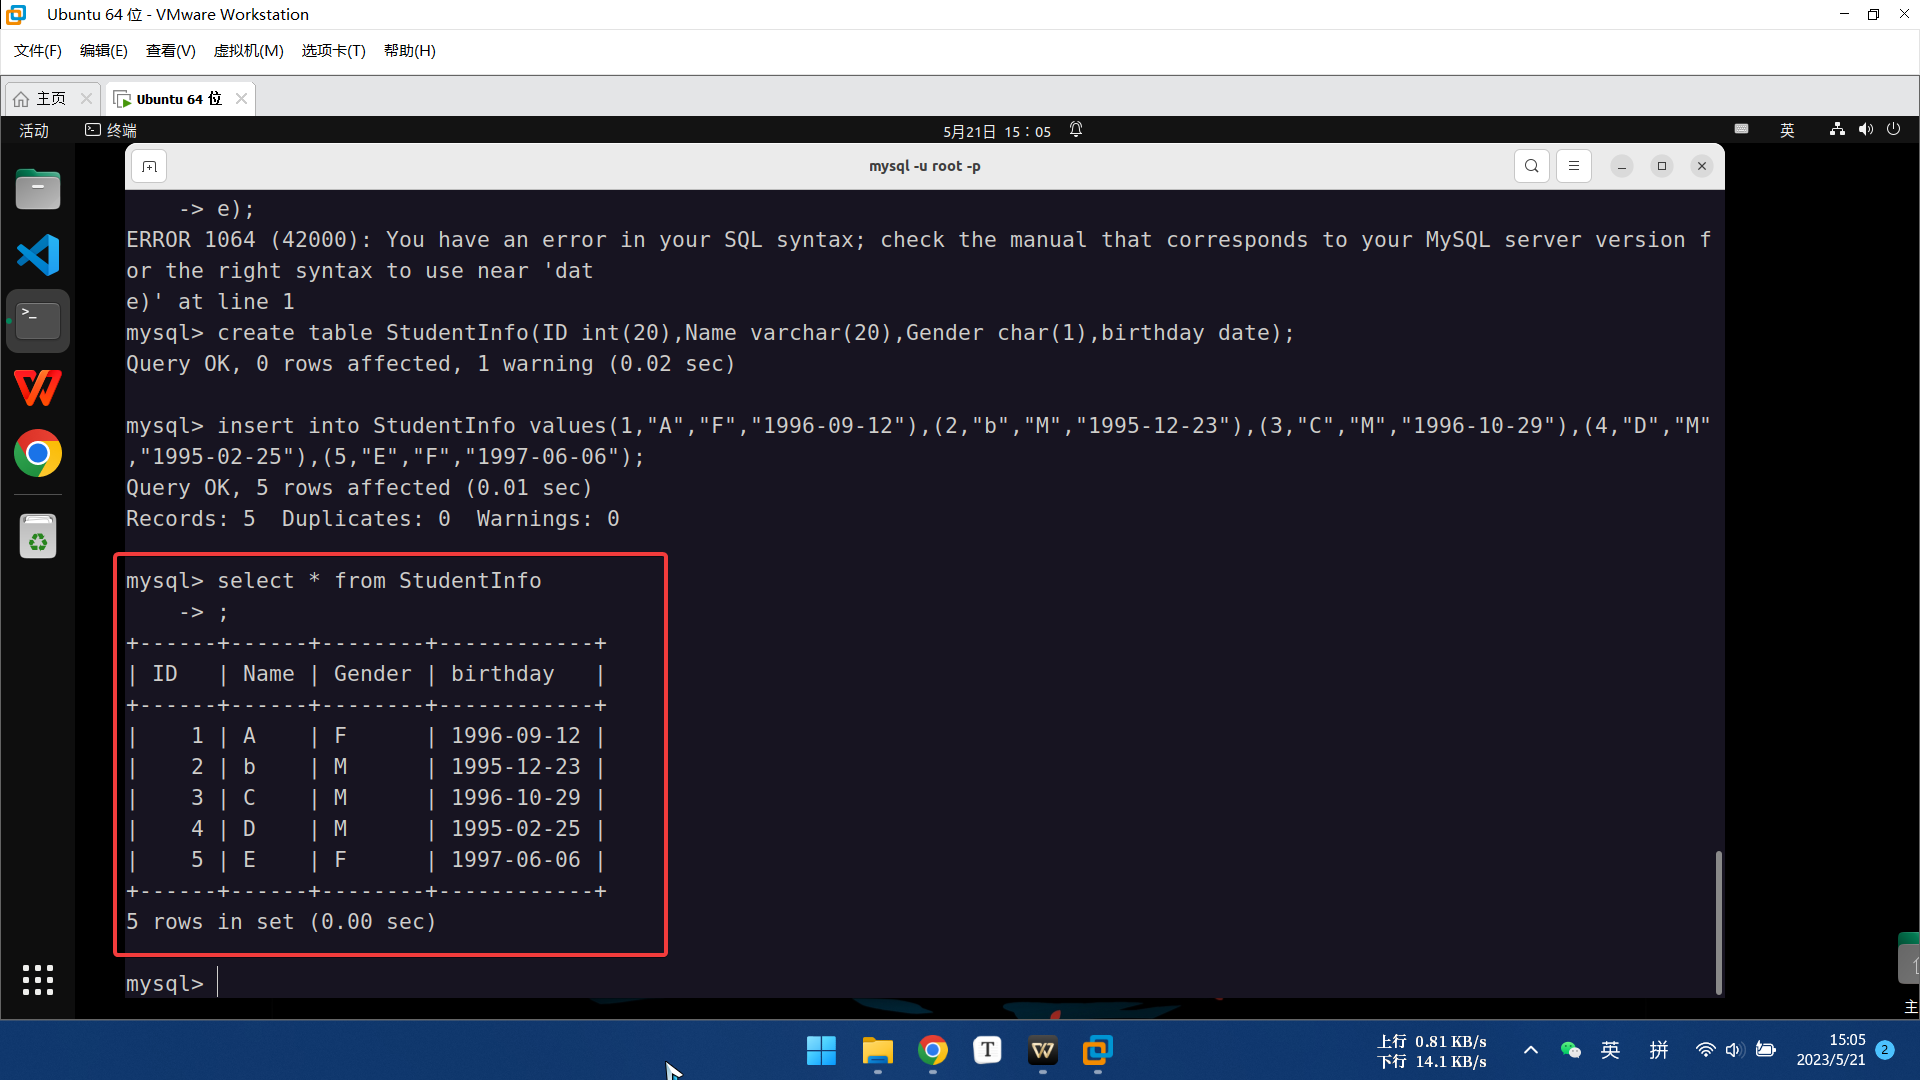 Ubuntu 64 位 - VMware Workstation
文件(F) 编辑(E) 查看(V) 虚拟机(M) 选项卡(T) 帮助(H)
主页 Ubuntu 64 位
活动 终端 5月21日 15：05 英
mysql -u root -p
    -> e);
ERROR 1064 (42000): You have an error in your SQL syntax; check the manual that corresponds to your MySQL server version f
or the right syntax to use near 'dat
e)' at line 1
mysql> create table StudentInfo(ID int(20),Name varchar(20),Gender char(1),birthday date);
Query OK, 0 rows affected, 1 warning (0.02 sec)
mysql> insert into StudentInfo values(1,"A","F","1996-09-12"),(2,"b","M","1995-12-23"),(3,"C","M","1996-10-29"),(4,"D","M"
,"1995-02-25"),(5,"E","F","1997-06-06");
Query OK, 5 rows affected (0.01 sec)
Records: 5  Duplicates: 0  Warnings: 0
mysql> select * from StudentInfo
    -> ;
+------+------+--------+------------+
| ID   | Name | Gender | birthday   |
+------+------+--------+------------+
|    1 | A    | F      | 1996-09-12 |
|    2 | b    | M      | 1995-12-23 |
|    3 | C    | M      | 1996-10-29 |
|    4 | D    | M      | 1995-02-25 |
|    5 | E    | F      | 1997-06-06 |
+------+------+--------+------------+
5 rows in set (0.00 sec)
mysql>
主
上行 0.81 KB/s
下行 14.1 KB/s
英 拼
15:05
2023/5/21
2